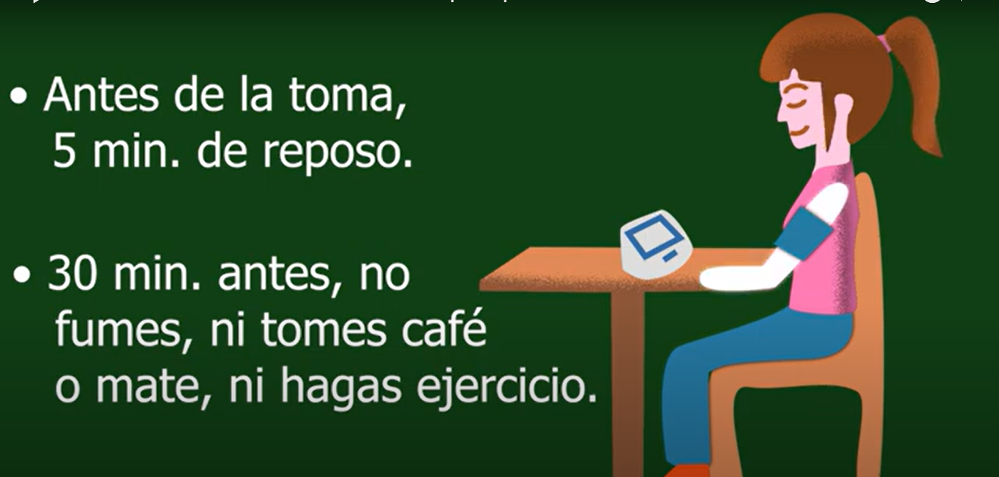 • Antes de la toma,
5 min. de reposo.
• 30 min. antes, no
fumes, ni tomes café
o mate, ni hagas ejercicio.